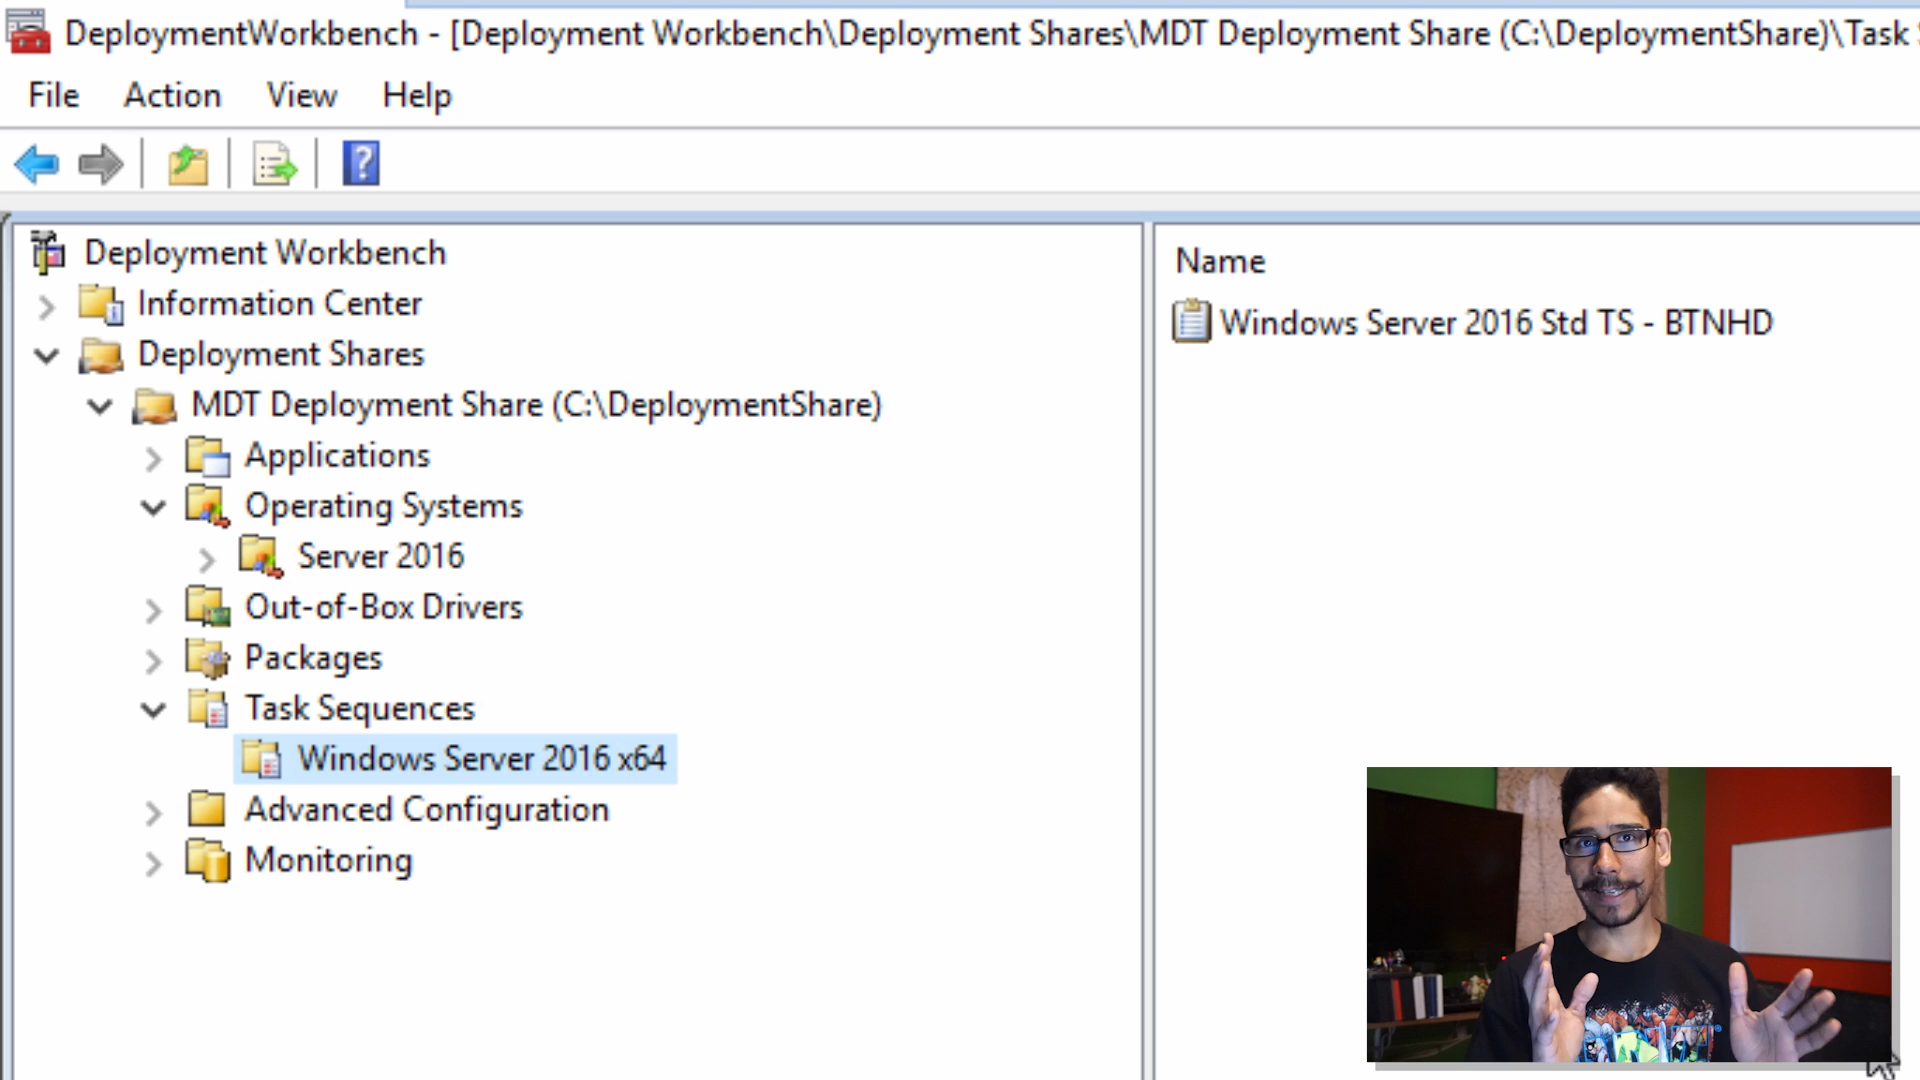 DeploymentWorkbench - [Deployment Workbench\Deployment Shares\MDT Deployment Share (C:\DeploymentShare)\Task
File Action View Help
?
Deployment Workbench
Information Center
Deployment Shares
MDT Deployment Share (C:\DeploymentShare)
Applications
Operating Systems
Server 2016
Out-of-Box Drivers
Packages
Task Sequences
Windows Server 2016 x64
Advanced Configuration
Monitoring
Name
Windows Server 2016 Std TS - BTNHD